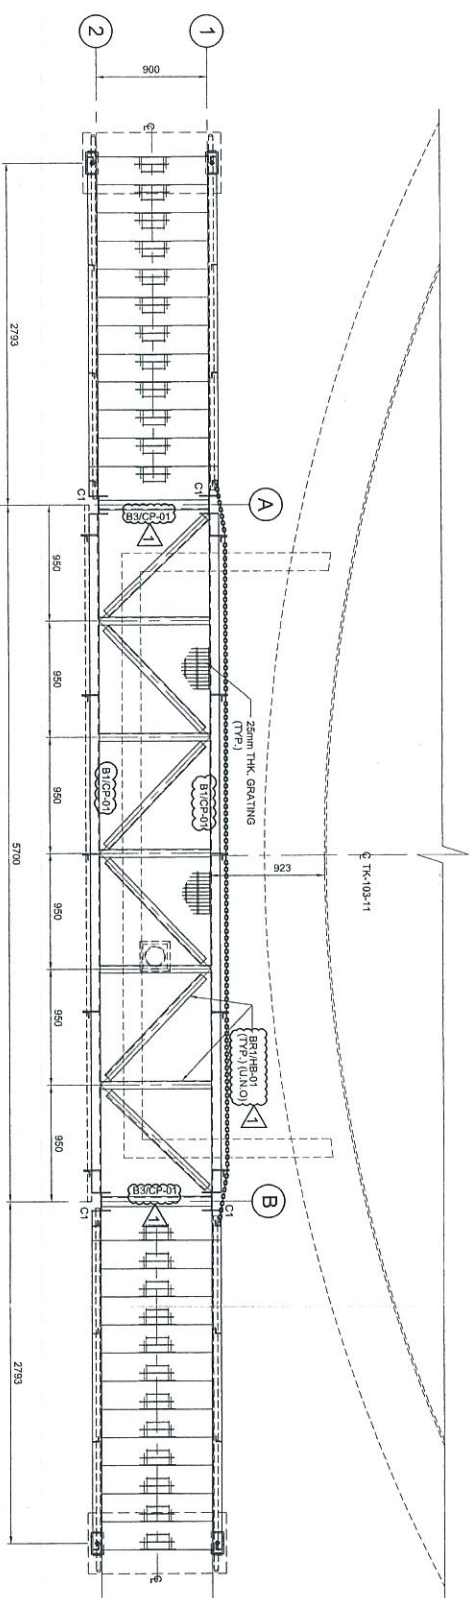 2
1
900
2793
C1
C1
A
B3/CP-01
1
950
950
25mm THK. GRATING
(TYP.)
950
B1/CP-01
B1/CP-01
5700
923
℄ TK-103-11
950
950
BR1/HB-01
(TYP.) (U.N.O)
1
950
B3/CP-01
1
C1
C1
B
2793
℄
℄